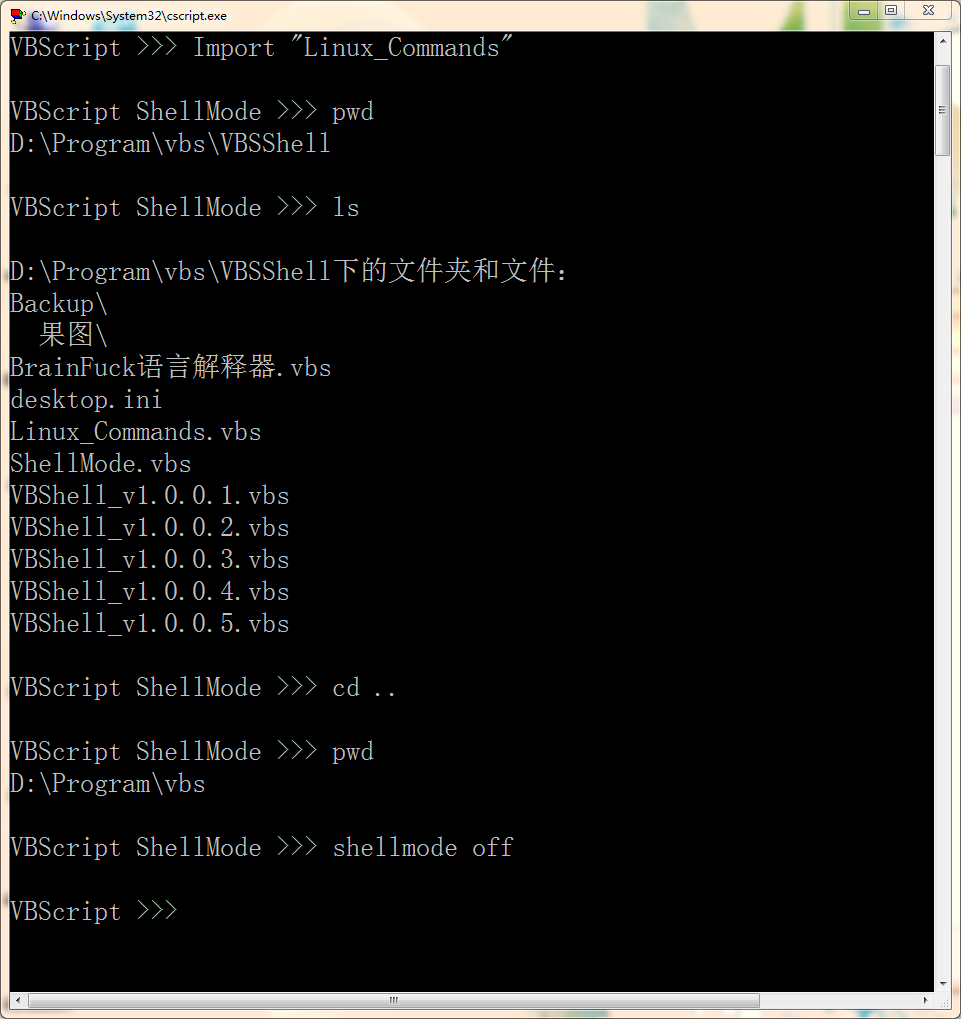 C:\Windows\System32\cscript.exe
VBScript >>> Import "Linux_Commands"
VBScript ShellMode >>> pwd
D:\Program\vbs\VBSShell
VBScript ShellMode >>> ls
D:\Program\vbs\VBSShell下的文件夹和文件:
Backup\
果图\
BrainFuck语言解释器.vbs
desktop.ini
Linux_Commands.vbs
ShellMode.vbs
VBShell_v1.0.0.1.vbs
VBShell_v1.0.0.2.vbs
VBShell_v1.0.0.3.vbs
VBShell_v1.0.0.4.vbs
VBShell_v1.0.0.5.vbs
VBScript ShellMode >>> cd ..
VBScript ShellMode >>> pwd
D:\Program\vbs
VBScript ShellMode >>> shellmode off
VBScript >>>